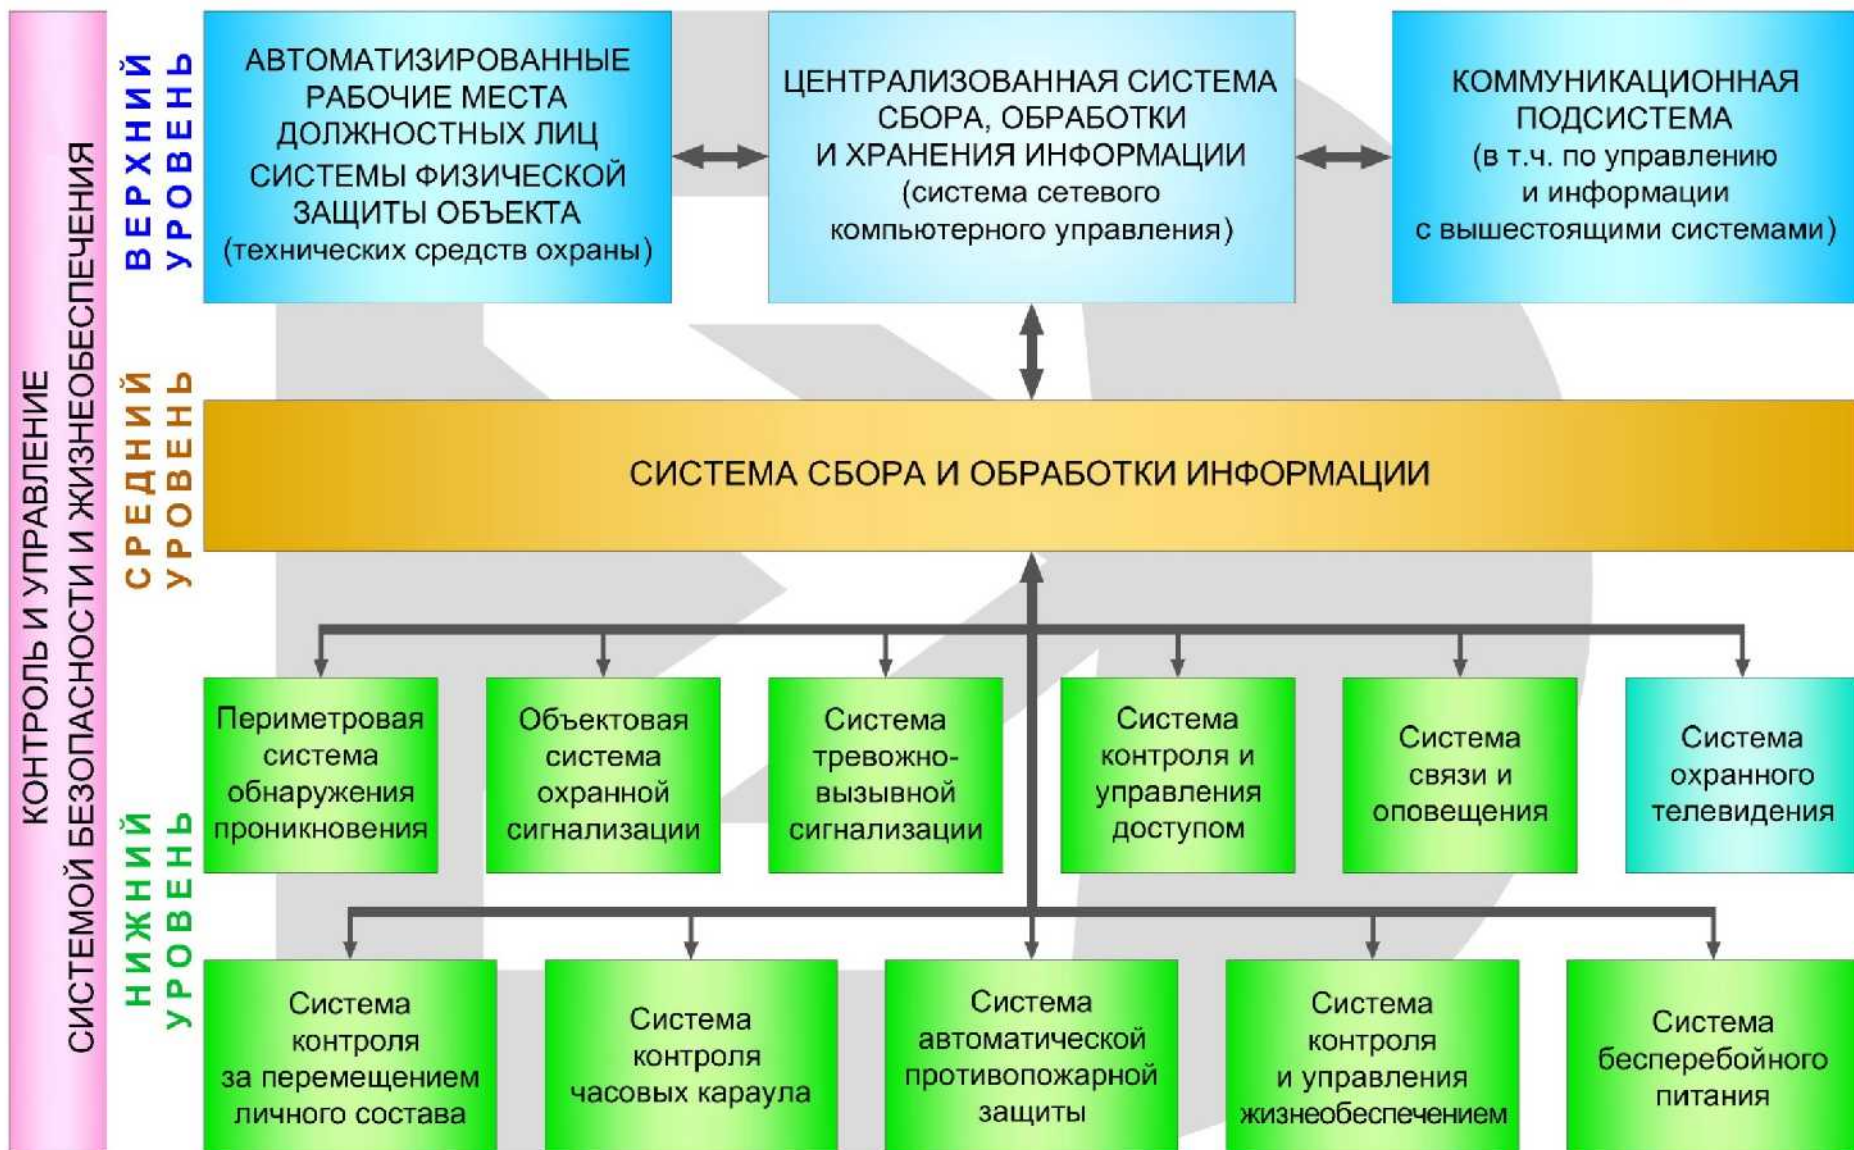 КОНТРОЛЬ И УПРАВЛЕНИЕ
СИСТЕМОЙ БЕЗОПАСНОСТИ И ЖИЗНЕОБЕСПЕЧЕНИЯ
ВЕРХНИЙ
УРОВЕНЬ
АВТОМАТИЗИРОВАННЫЕ
РАБОЧИЕ МЕСТА
ДОЛЖНОСТНЫХ ЛИЦ
СИСТЕМЫ ФИЗИЧЕСКОЙ
ЗАЩИТЫ ОБЪЕКТА
(технических средств охраны)
ЦЕНТРАЛИЗОВАННАЯ СИСТЕМА
СБОРА, ОБРАБОТКИ
И ХРАНЕНИЯ ИНФОРМАЦИИ
(система сетевого
компьютерного управления)
КОММУНИКАЦИОННАЯ
ПОДСИСТЕМА
(в т.ч. по управлению
и информации
с вышестоящими системами)
СРЕДНИЙ
УРОВЕНЬ
СИСТЕМА СБОРА И ОБРАБОТКИ ИНФОРМАЦИИ
НИЖНИЙ
УРОВЕНЬ
Периметровая
система
обнаружения
проникновения
Объектовая
система
охранной
сигнализации
Система
тревожно-
вызывной
сигнализации
Система
контроля и
управления
доступом
Система
связи и
оповещения
Система
охранного
телевидения
Система
контроля
за перемещением
личного состава
Система
контроля
часовых караула
Система
автоматической
противопожарной
защиты
Система
контроля
и управления
жизнеобеспечением
Система
бесперебойного
питания